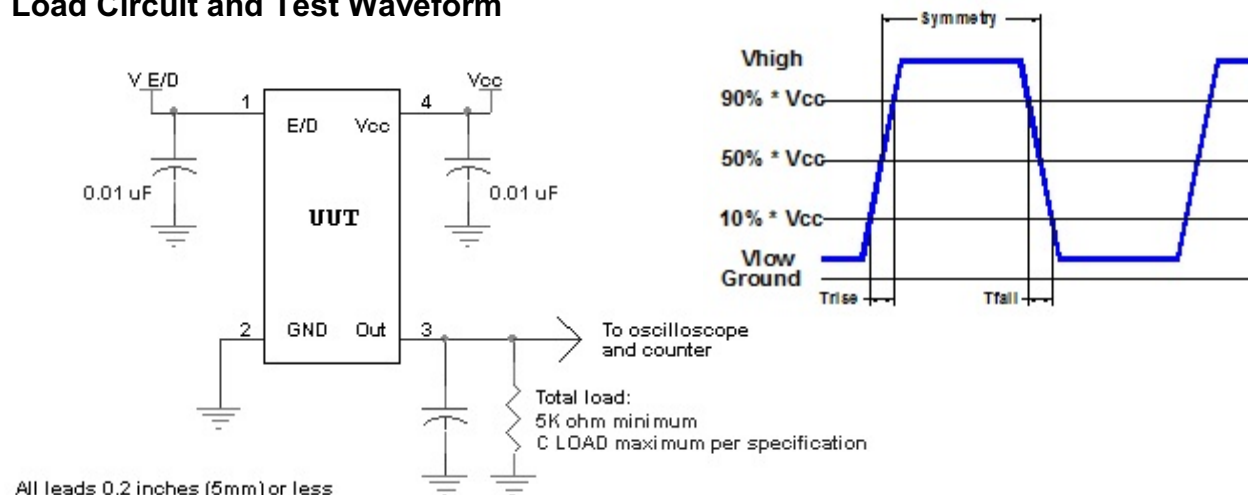 Load Circuit and Test Waveform
V E/D
Vcc
1
4
E/D Vcc
0.01 uF
0.01 uF
UUT
2
GND Out
3
To oscilloscope
and counter
Total load:
5K ohm minimum
C LOAD maximum per specification
All leads 0.2 inches (5mm) or less
Symmetry
Vhigh
90% * Vcc
50% * Vcc
10% * Vcc
Vlow
Ground
Trise
Tfall